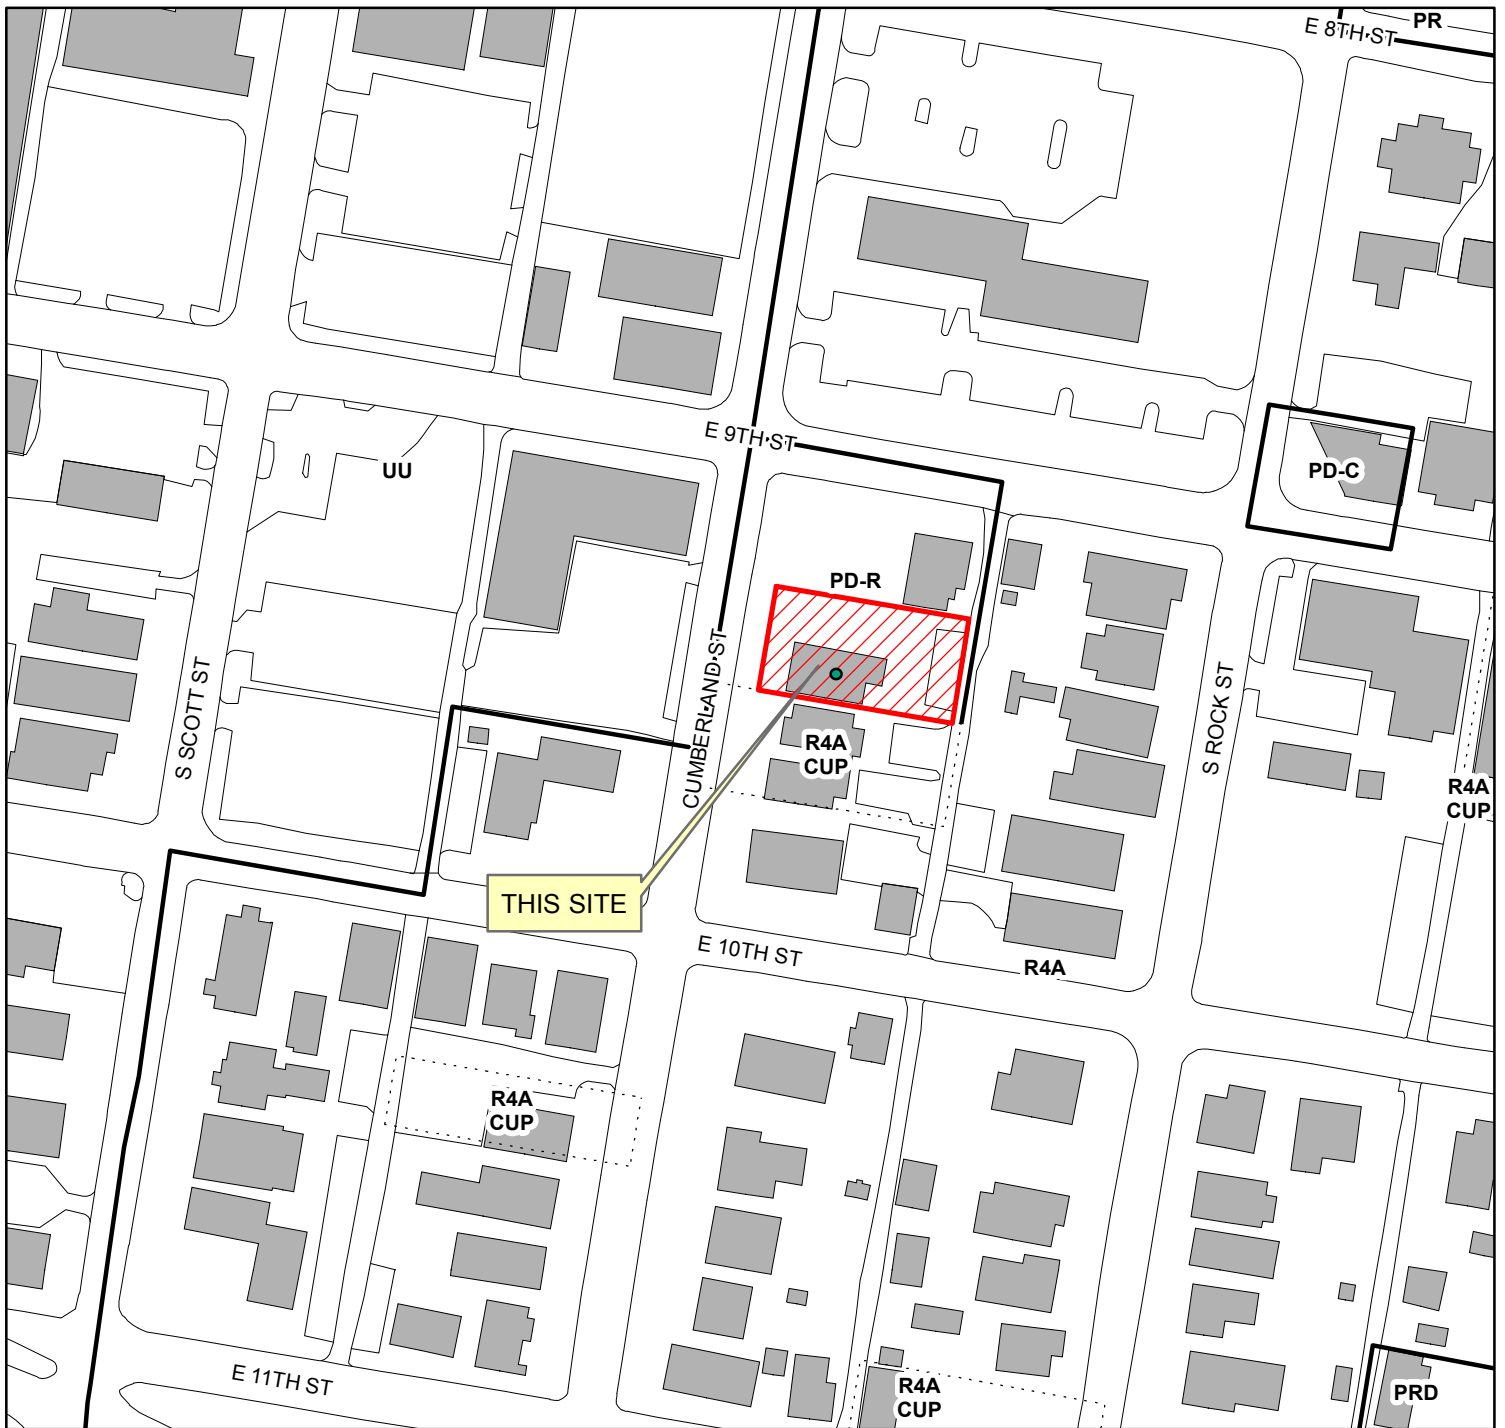 PR
E 8TH ST
E 9TH ST
UU
PD-C
PD-R
CUMBERLAND ST
S SCOTT ST
S ROCK ST
R4A
CUP
R4A
CUP
THIS SITE
E 10TH ST
R4A
R4A
CUP
E 11TH ST
R4A
CUP
PRD